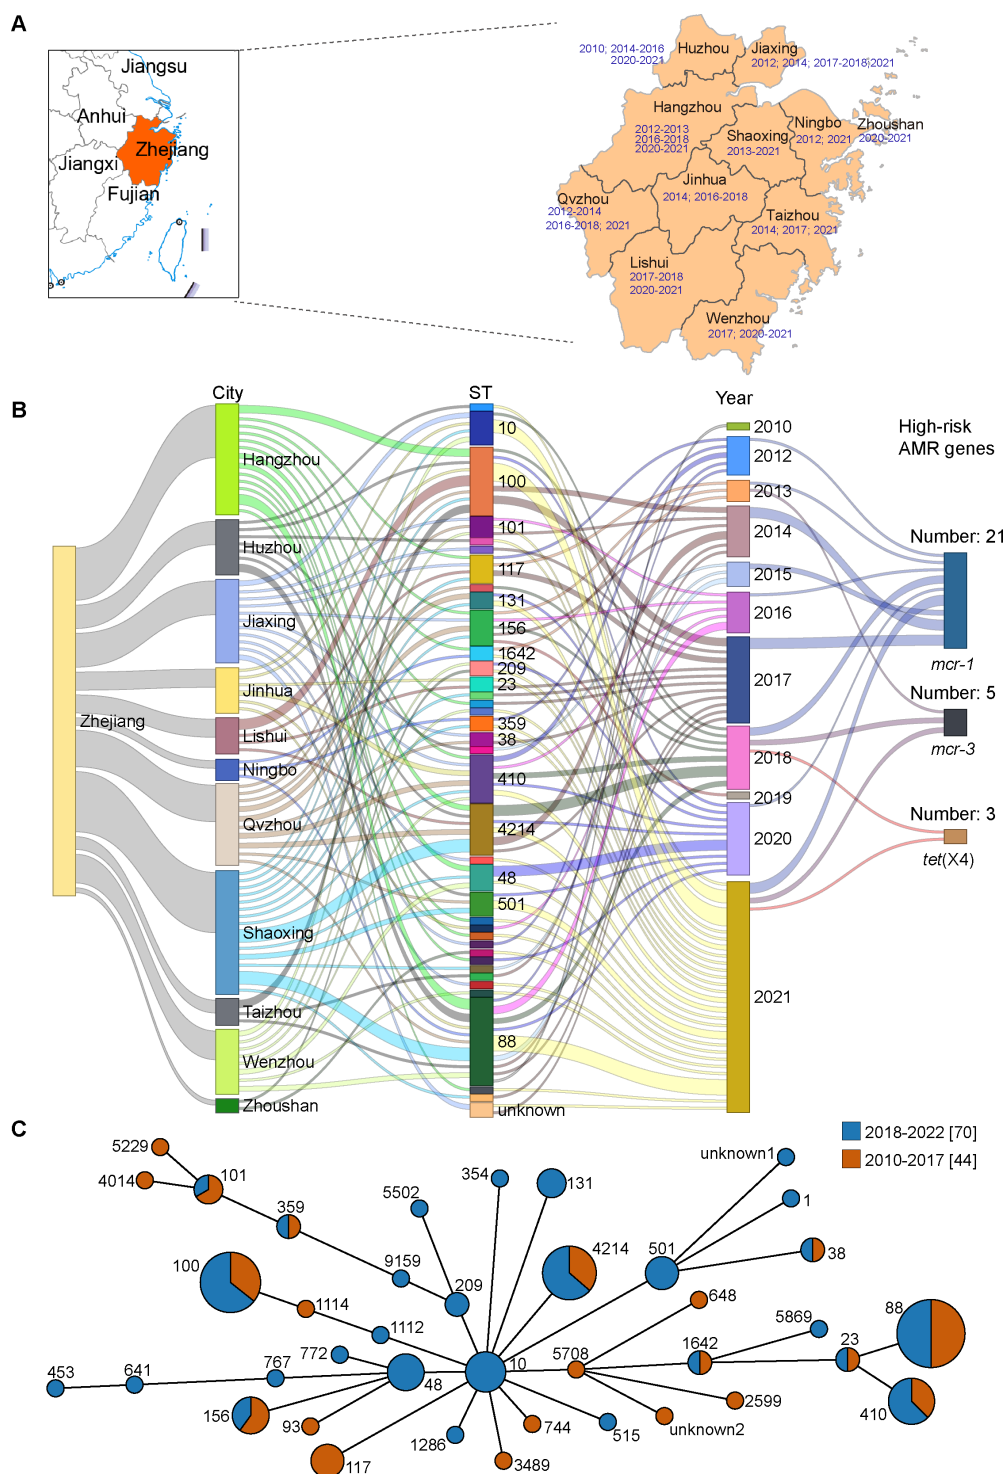 A
Jiangsu
Anhui
Zhejiang
Jiangxi
Fujian
2010; 2014-2016
2020-2021
Huzhou
Jiaxing
2012; 2014; 2017-2018;2021
Hangzhou
2012-2013
2016-2018
2020-2021
Shaoxing
2013-2021
Ningbo
2012; 2021
Zhoushan
2020-2021
Jinhua
2014; 2016-2018
Qvzhou
2012-2014
2016-2018; 2021
Taizhou
2014; 2017; 2021
Lishui
2017-2018
2020-2021
Wenzhou
2017; 2020-2021
B
City
ST
Year
High-risk
AMR genes
Zhejiang
Hangzhou
Huzhou
Jiaxing
Jinhua
Lishui
Ningbo
Qvzhou
Shaoxing
Taizhou
Wenzhou
Zhoushan
10
100
101
117
131
156
1642
209
23
359
38
410
4214
48
501
88
unknown
2010
2012
2013
2014
2015
2016
2017
2018
2019
2020
2021
Number: 21
mcr-1
Number: 5
mcr-3
Number: 3
tet(X4)
C
2018-2022 [70]
2010-2017 [44]
5229
4014
101
359
5502
354
131
unknown1
1
100
9159
209
4214
501
38
1114
1112
648
5869
88
772
10
5708
1642
23
453
641
767
48
2599
410
156
93
1286
744
515
unknown2
117
3489